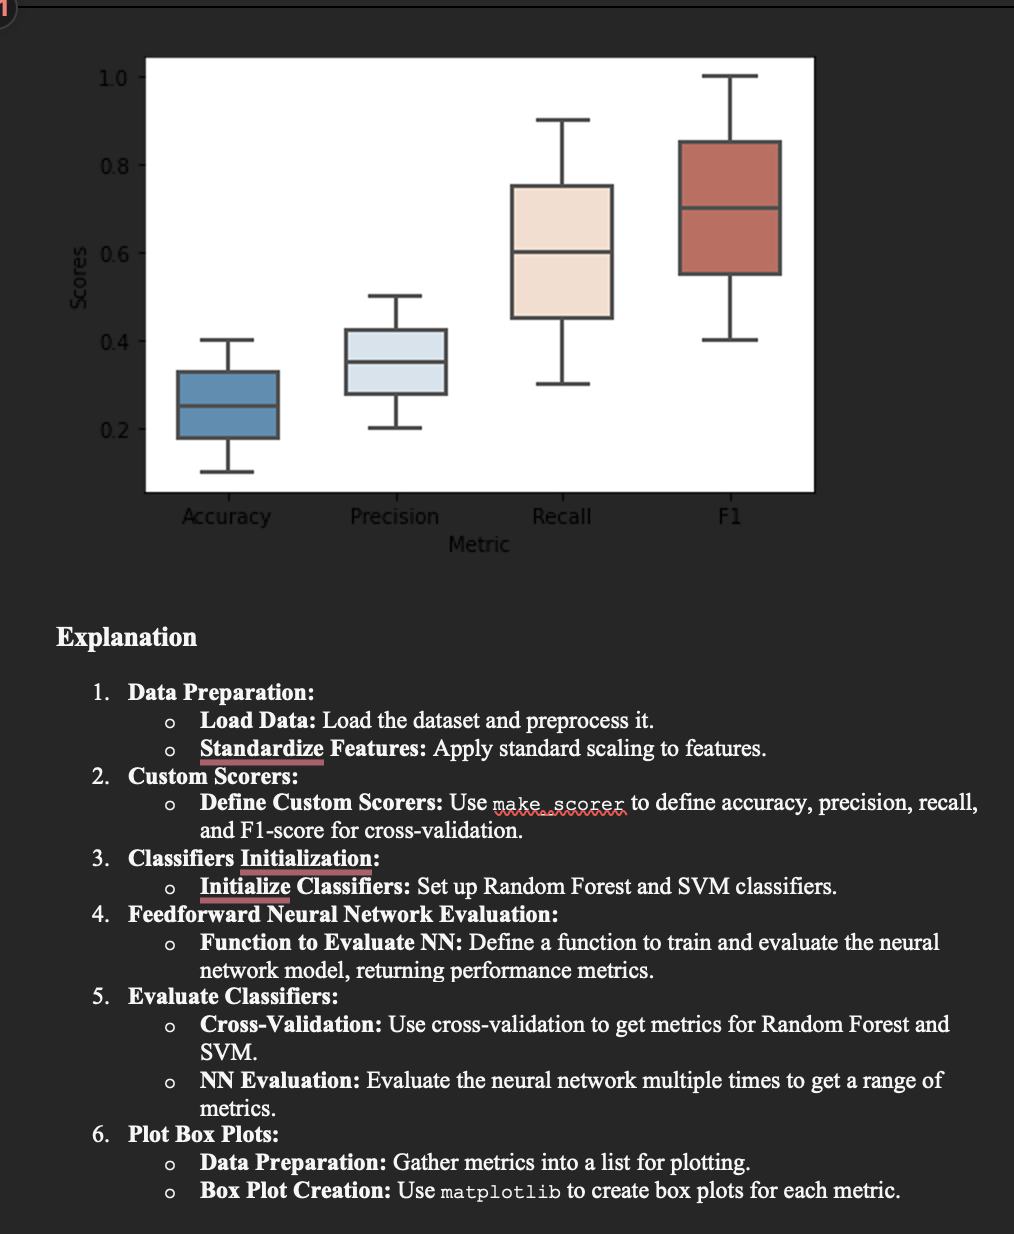 1
1.0
0.8
0.6
0.4
0.2
Scores
Accuracy Precision Recall F1
Metric
Explanation
1. Data Preparation:
o Load Data: Load the dataset and preprocess it.
o Standardize Features: Apply standard scaling to features.
2. Custom Scorers:
o Define Custom Scorers: Use make_scorer to define accuracy, precision, recall,
and F1-score for cross-validation.
3. Classifiers Initialization:
o Initialize Classifiers: Set up Random Forest and SVM classifiers.
4. Feedforward Neural Network Evaluation:
o Function to Evaluate NN: Define a function to train and evaluate the neural
network model, returning performance metrics.
5. Evaluate Classifiers:
o Cross-Validation: Use cross-validation to get metrics for Random Forest and
SVM.
o NN Evaluation: Evaluate the neural network multiple times to get a range of
metrics.
6. Plot Box Plots:
o Data Preparation: Gather metrics into a list for plotting.
o Box Plot Creation: Use matplotlib to create box plots for each metric.